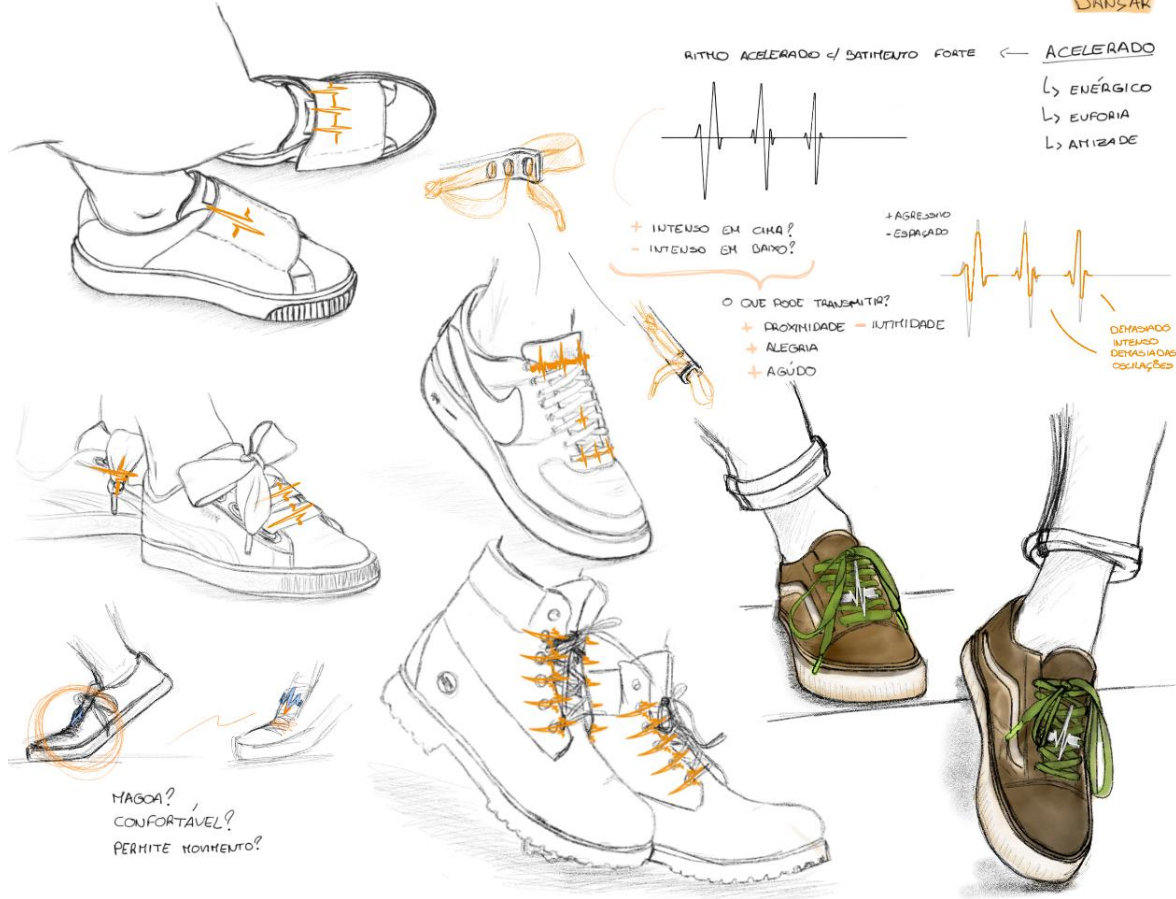 DANSAR
RITMO ACELERADO c/ BATIMENTO FORTE ← ACELERADO
↳ ENÉRGICO
↳ EUFORIA
↳ AMIZADE
+ INTENSO EM CIMA?
- INTENSO EM BAIXO?
+ AGRESSIVO
- ESPAÇADO
O QUE PODE TRANSMITIR?
+ PROXIMIDADE - INTIMIDADE
+ ALEGRIA
+ AGÚDO
DEMASIADO
INTENSO
DEMASIADAS
OSCILAÇÕES
MAGOA?
CONFORTÁVEL?
PERMITE MOVIMENTO?